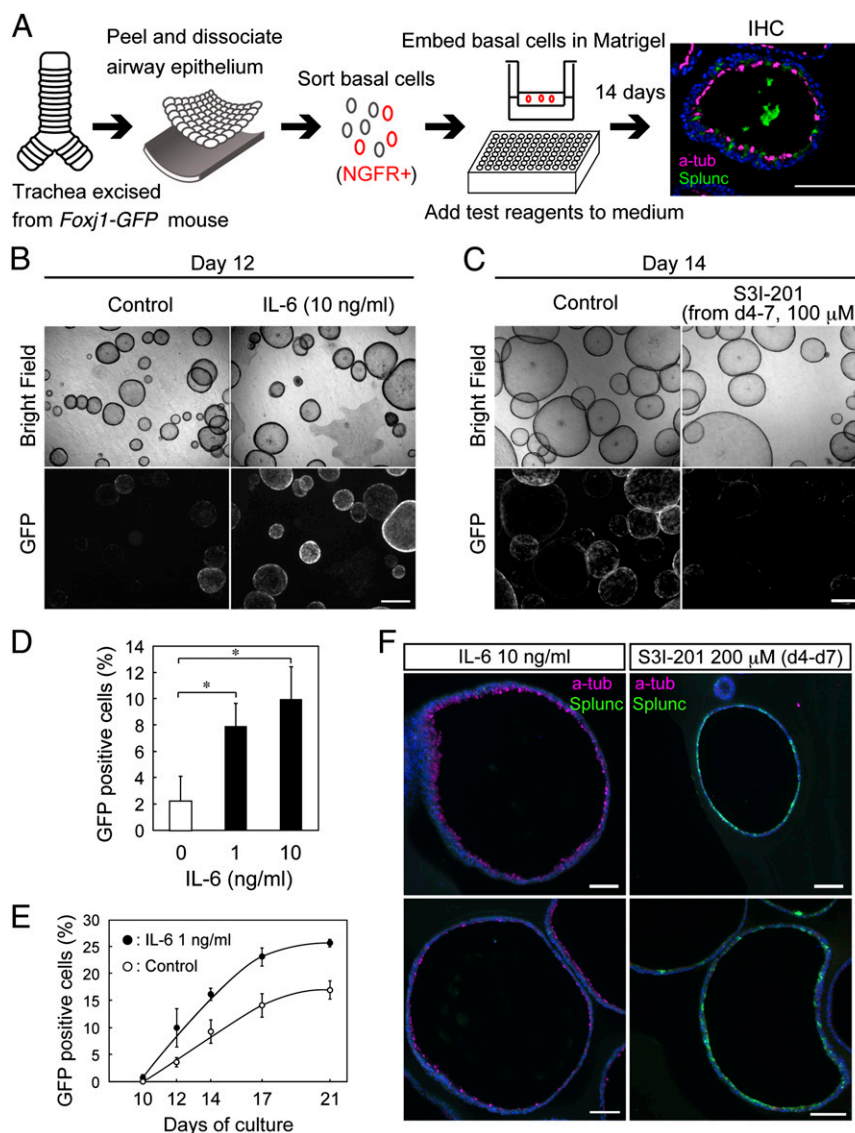 A
Peel and dissociate
airway epithelium
Trachea excised
from Foxj1-GFP mouse
Sort basal cells
(NGFR+)
Embed basal cells in Matrigel
Add test reagents to medium
14 days
IHC
a-tub
Splunc
B
Day 12
Control
IL-6 (10 ng/ml)
Bright Field
GFP
C
Day 14
Control
S3I-201
(from d4-7, 100 μM)
Bright Field
GFP
D
GFP positive cells (%)
14
12
10
8
6
4
2
0
*
*
0 1 10
IL-6 (ng/ml)
E
GFP positive cells (%)
30
25
20
15
10
5
0
: IL-6 1 ng/ml
: Control
10 12 14 17 21
Days of culture
F
IL-6 10 ng/ml
S3I-201 200 μM (d4-d7)
a-tub
Splunc
a-tub
Splunc